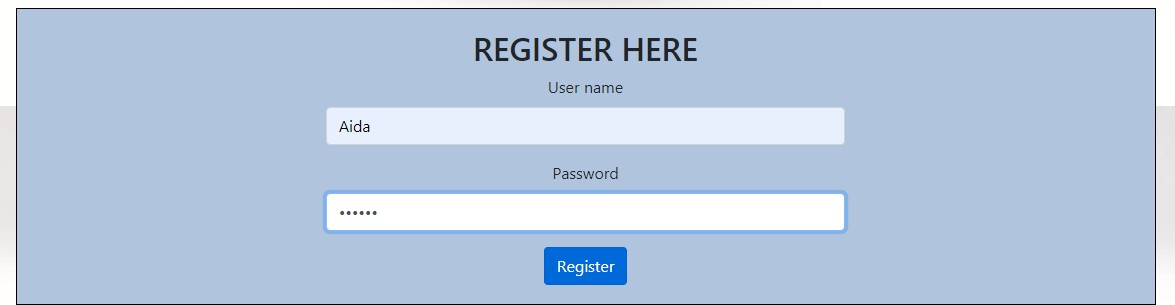 REGISTER HERE
User name
Aida
Password
••••••
Register